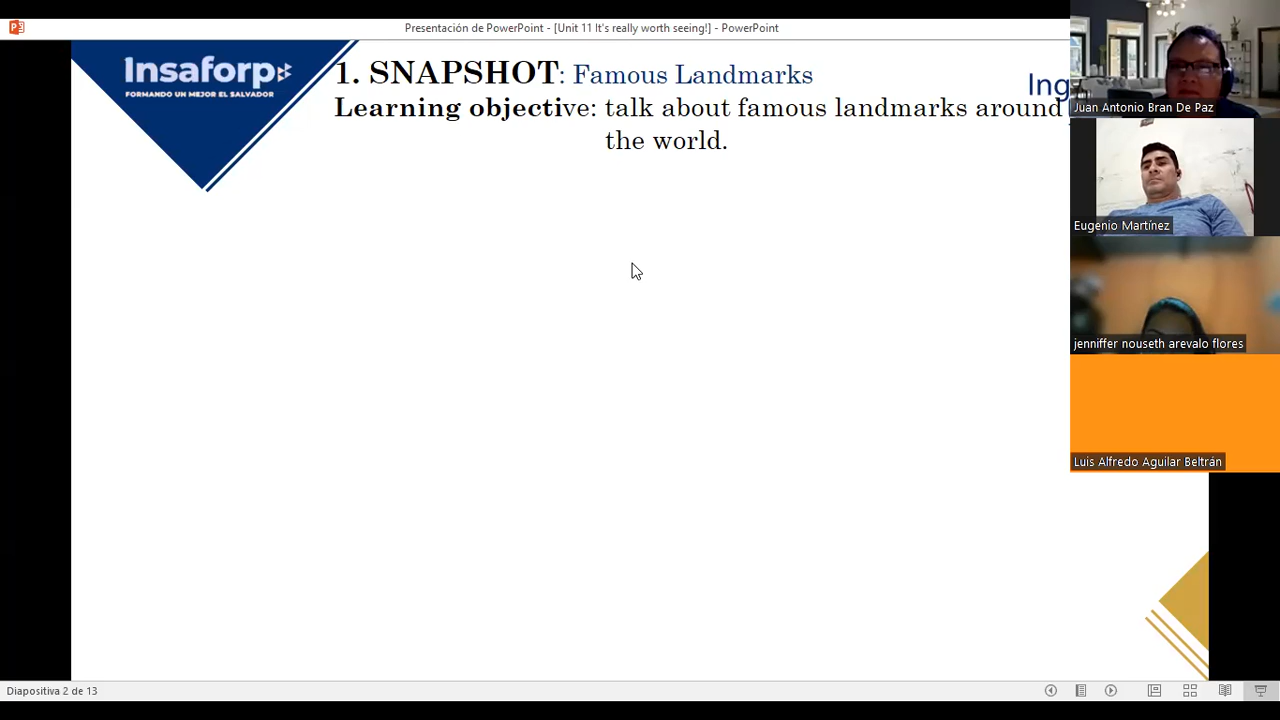 Presentación de PowerPoint - [Unit 11 It's really worth seeing!] - PowerPoint
Insaforp
FORMANDO UN MEJOR EL SALVADOR
1. SNAPSHOT: Famous Landmarks
Learning objective: talk about famous landmarks around
the world.
Ing
Juan Antonio Bran De Paz
Eugenio Martínez
jenniffer nouseth arevalo flores
Luis Alfredo Aguilar Beltrán
Diapositiva 2 de 13